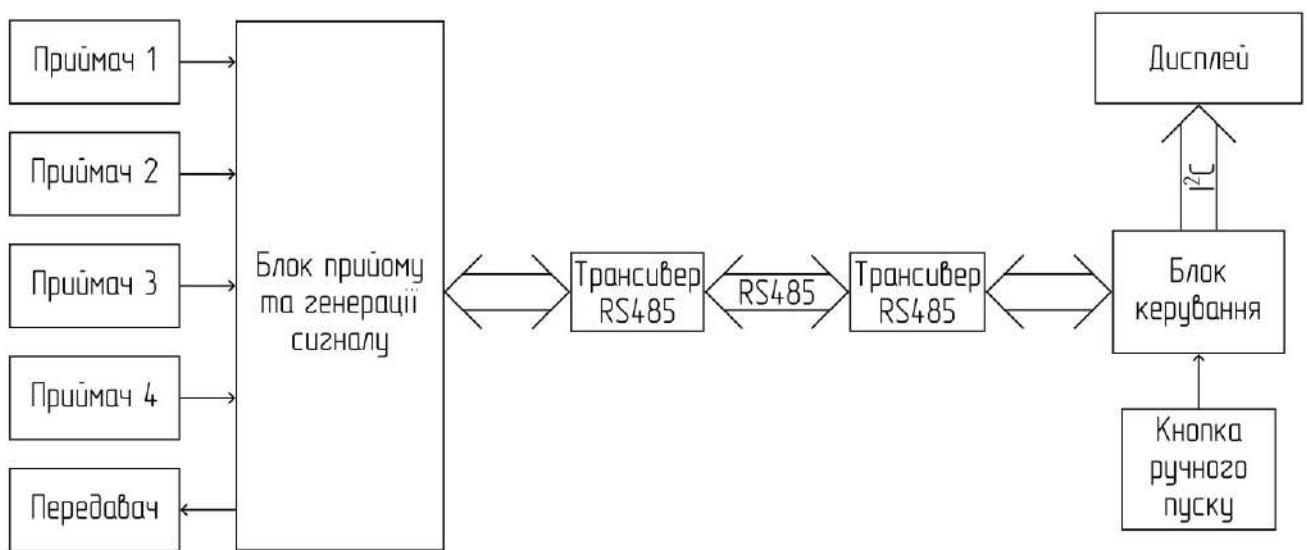 Приймач 1
Приймач 2
Приймач 3
Приймач 4
Передавач
Блок прийому
та генерації
сигналу
Трансивер
RS485
RS485
Трансивер
RS485
Дисплей
I²C
Блок
керування
Кнопка
ручного
пуску